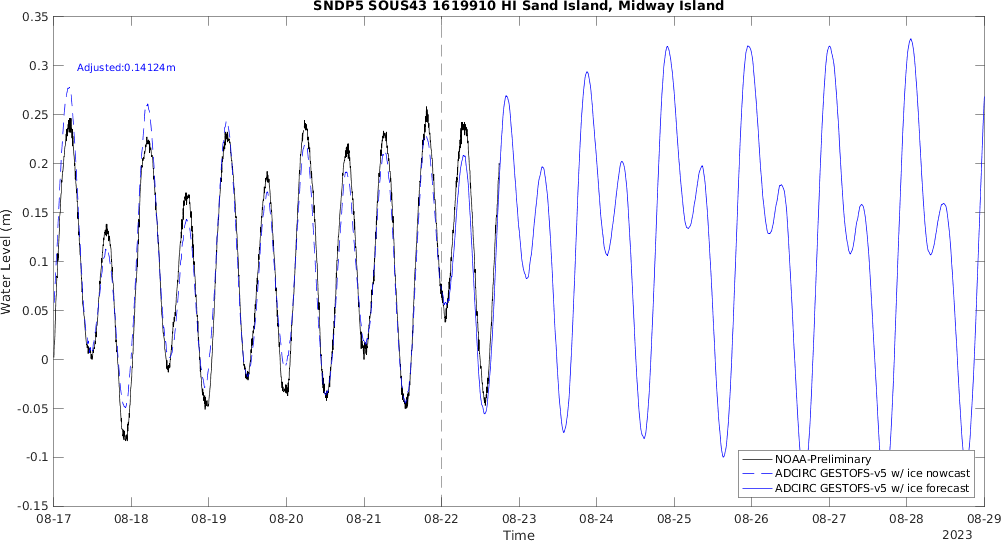 SNDP5 SOUS43 1619910 HI Sand Island, Midway Island
Adjusted:0.14124m
0.35
0.3
0.25
0.2
0.15
0.1
0.05
0
-0.05
-0.1
-0.15
Water Level (m)
NOAA-Preliminary
ADCIRC GESTOFS-v5 w/ ice nowcast
ADCIRC GESTOFS-v5 w/ ice forecast
08-17 08-18 08-19 08-20 08-21 08-22 08-23 08-24 08-25 08-26 08-27 08-28 08-29
Time
2023